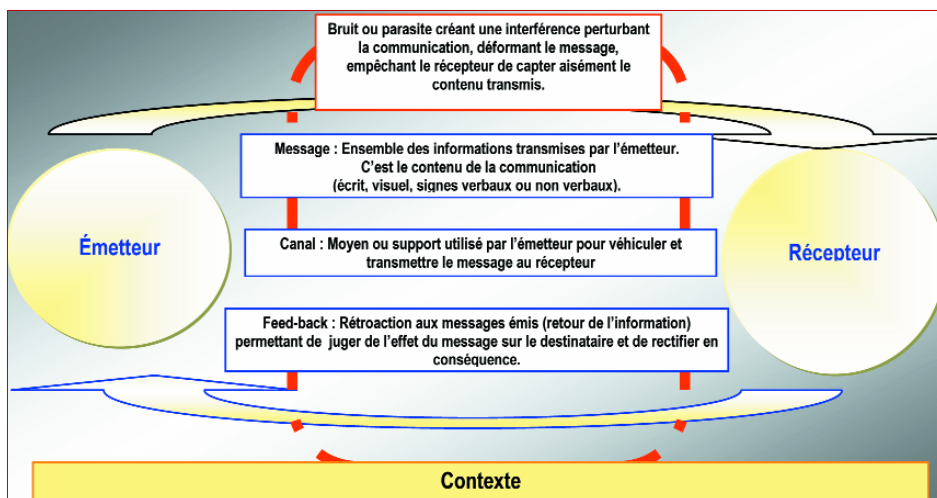 Bruit ou parasite créant une interférence perturbant
la communication, déformant le message,
empêchant le récepteur de capter aisément le
contenu transmis.
Message : Ensemble des informations transmises par l'émetteur.
C'est le contenu de la communication
(écrit, visuel, signes verbaux ou non verbaux).
Émetteur
Canal : Moyen ou support utilisé par l'émetteur pour véhiculer et
transmettre le message au récepteur
Récepteur
Feed-back : Rétroaction aux messages émis (retour de l'information)
permettant de juger de l'effet du message sur le destinataire et de rectifier en
conséquence.
Contexte